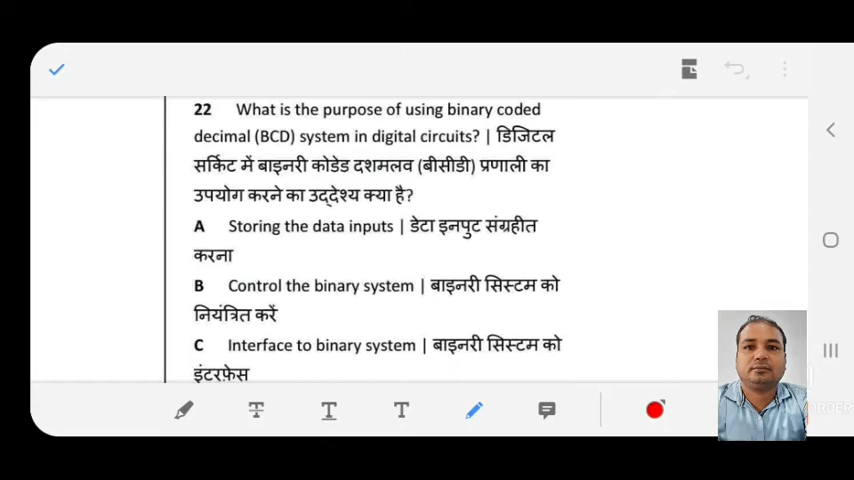 22 What is the purpose of using binary coded
decimal (BCD) system in digital circuits? | डिजिटल
सर्किट में बाइनरी कोडेड दशमलव (बीसीडी) प्रणाली का
उपयोग करने का उद्देश्य क्या है?
A Storing the data inputs | डेटा इनपुट संग्रहीत
करना
B Control the binary system | बाइनरी सिस्टम को
नियंत्रित करें
C Interface to binary system | बाइनरी सिस्टम को
इंटरफ़ेस
T T T